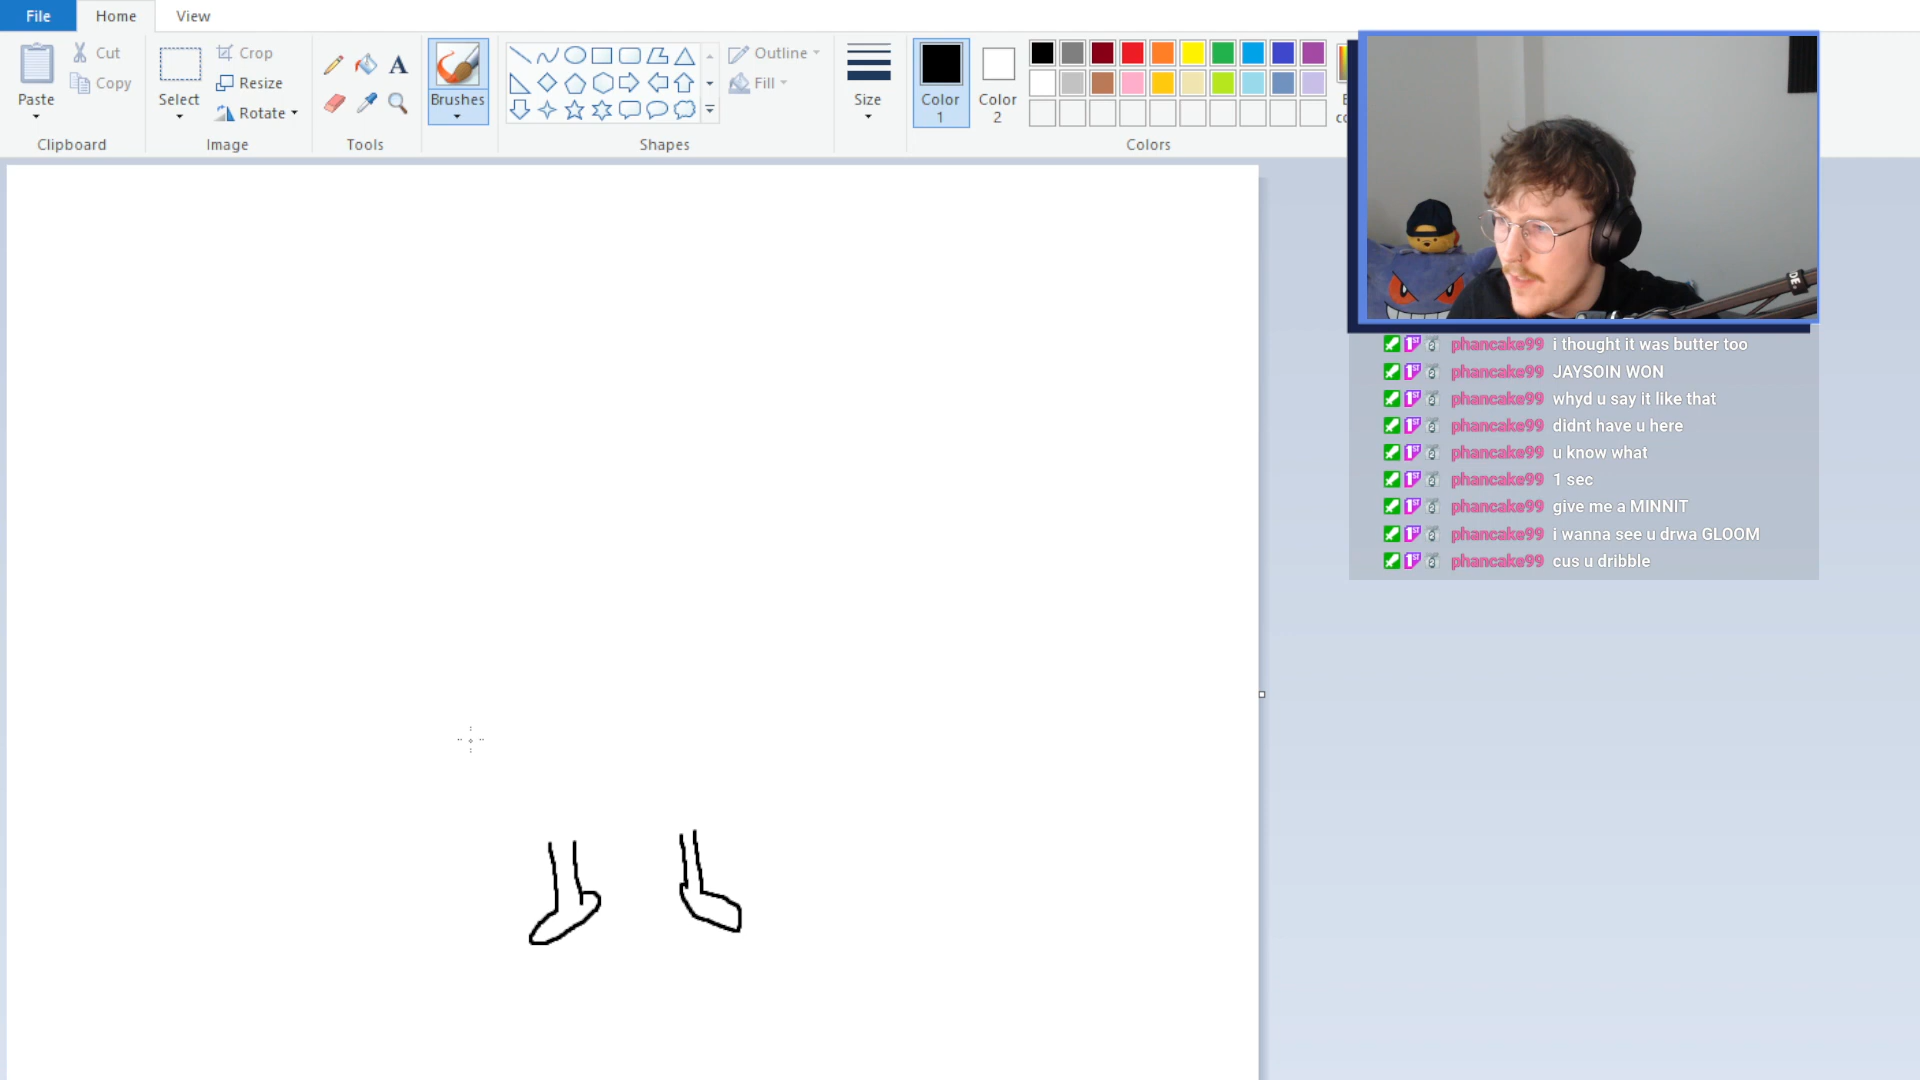 File Home View
Paste
Cut
Copy
Clipboard
Select
Crop
Resize
Rotate
Image
A
Tools
Brushes
Outline
Fill
Shapes
Size
Color
1
Color
2
Colors
phancake99 i thought it was butter too
phancake99 JAYSOIN WON
phancake99 whyd u say it like that
phancake99 didnt have u here
phancake99 u know what
phancake99 1 sec
phancake99 give me a MINNIT
phancake99 i wanna see u drwa GLOOM
phancake99 cus u dribble